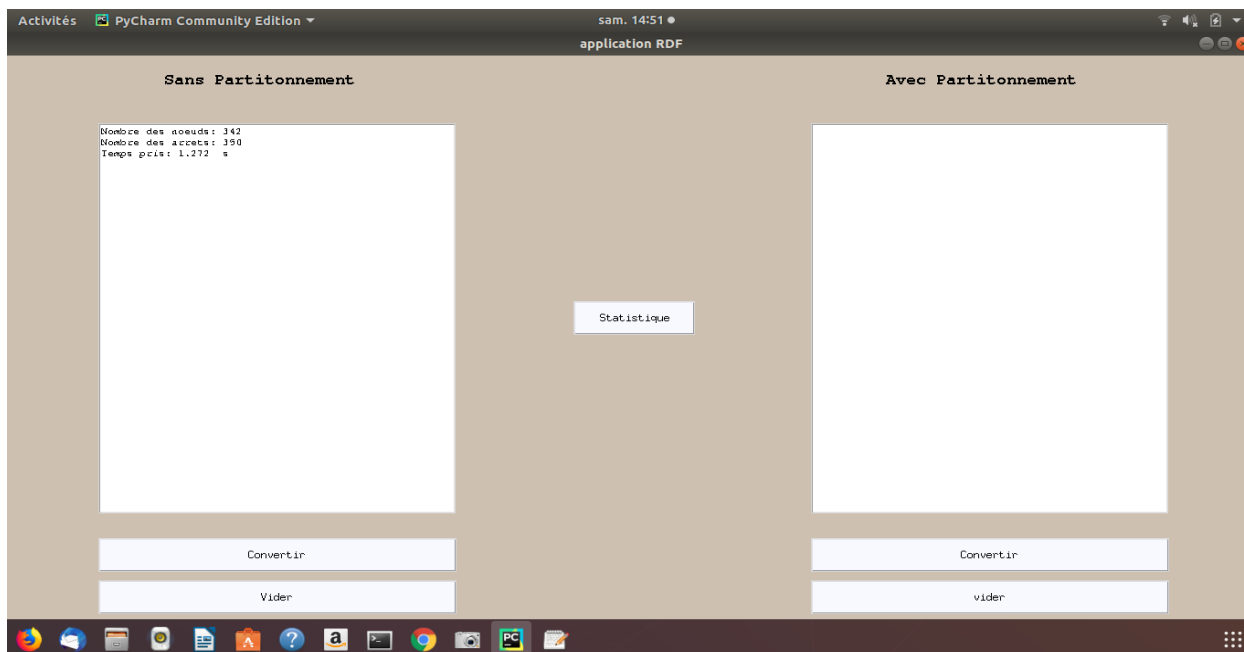 Activités PyCharm Community Edition sam. 14:51
application RDF
Sans Partitonnement
Avec Partitonnement
Nombre des noeuds: 342
Nombre des arrets: 390
Temps pris: 1.272 s
Statistique
Convertir
Convertir
Vider
vider